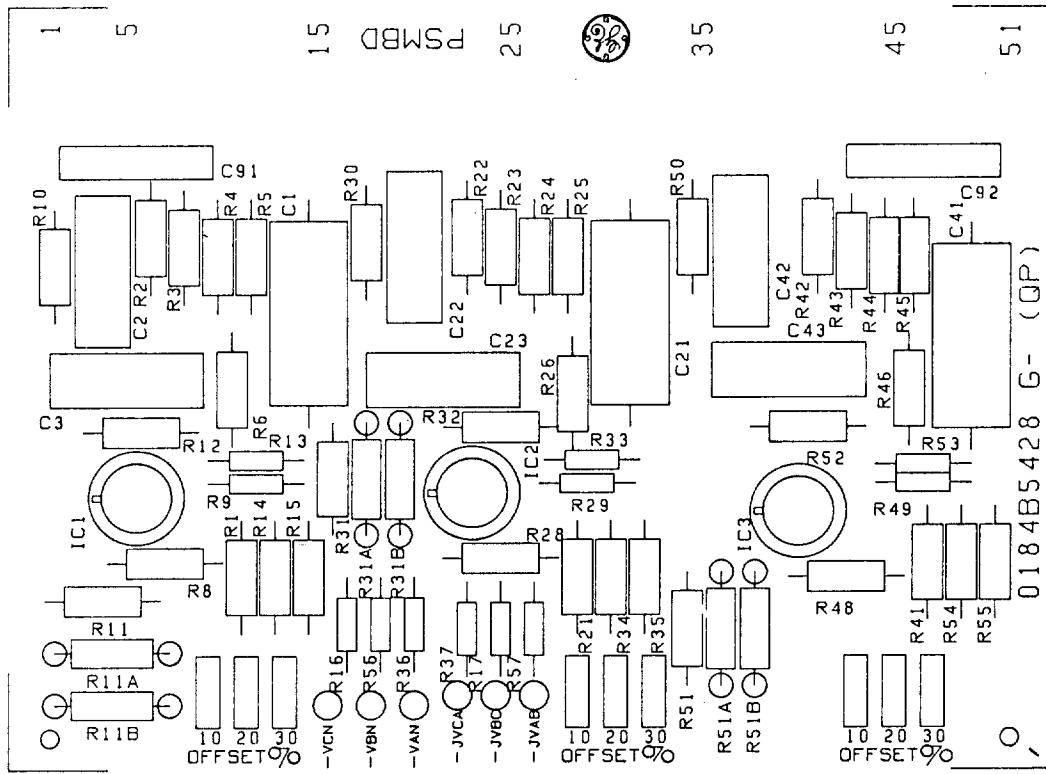 1
5
15
PSMBD
25
35
45
51
C91
R10
R4
R5
C1
R30
R22
R23
R24
R25
R50
C92
C41
C2
R2
R3
C22
C42
R42
R43
R44
R45
C3
C23
R26
C21
C43
R46
R12
R6
R13
R32
IC2
R33
R52
R53
R9
R29
R49
IC1
R1
R14
R15
R31
R31A
R31B
R28
IC3
R8
R48
R11
R16
R56
R36
R37
R17
R57
R21
R34
R35
R51
R51A
R51B
R41
R54
R55
R11A
R11B
10
20
30
OFFSET %
-VCN
-VBN
-VAN
-JVCA
-JVBC
-JVAB
10
20
30
OFFSET %
10
20
30
OFFSET %
0184B5428 G- (QP)